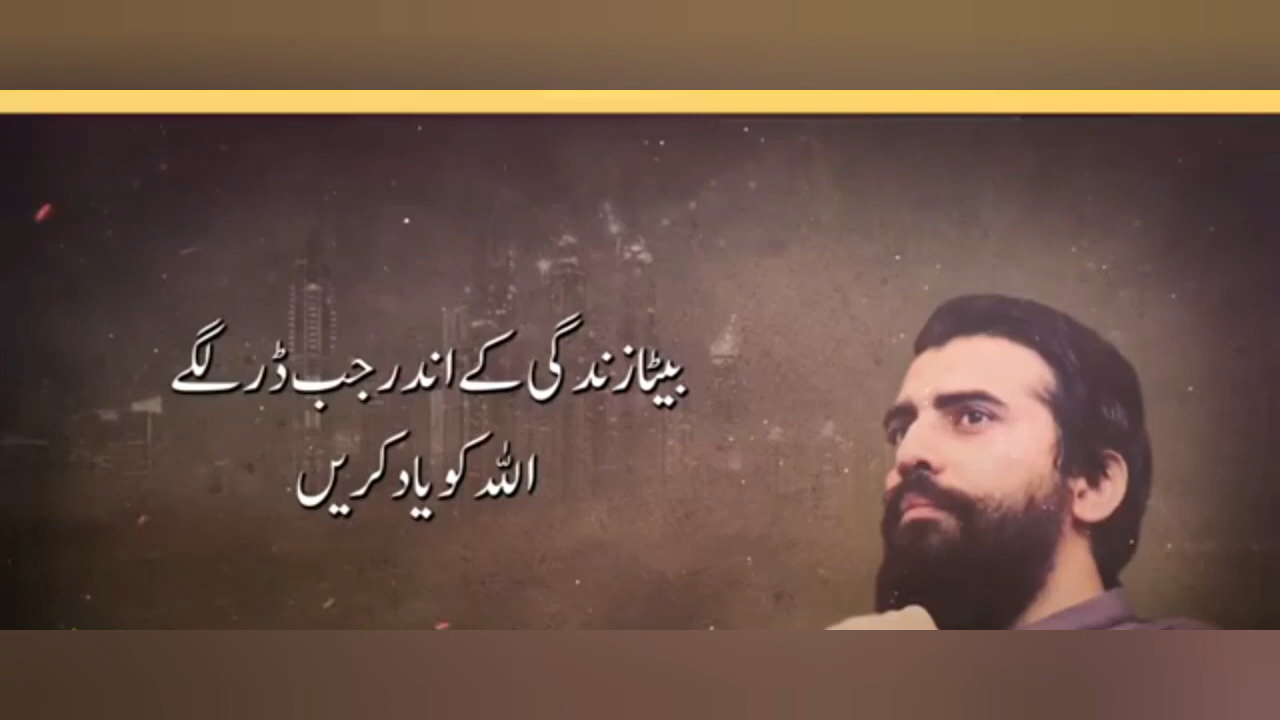 بیٹا زندگی کے اندر جب ڈر لگے
اللہ کو یاد کریں